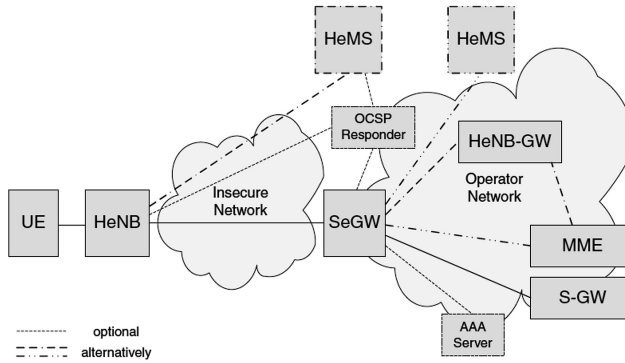 HeMS
HeMS
OCSP
Responder
HeNB-GW
Insecure
Network
Operator
Network
UE
HeNB
SeGW
MME
S-GW
AAA
Server
optional
alternatively